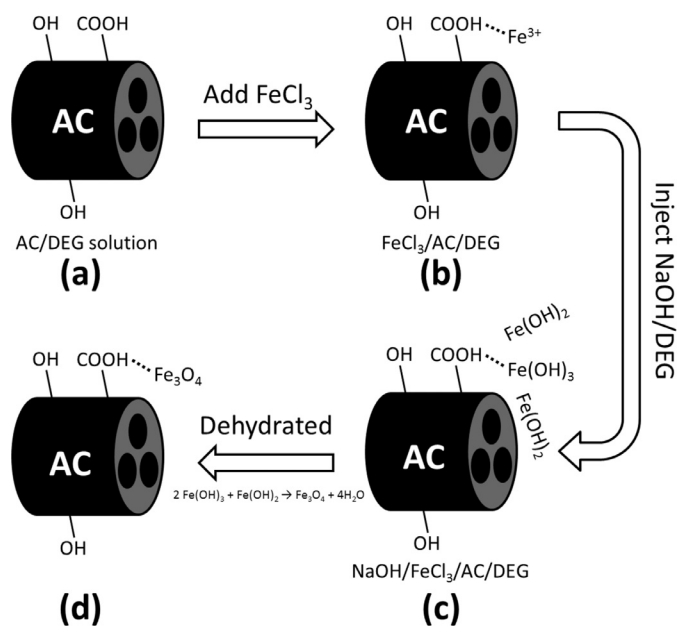 OH COOH
AC
OH
AC/DEG solution
(a)
Add FeCl₃
OH COOH Fe³⁺
AC
OH
FeCl₃/AC/DEG
(b)
Inject NaOH/DEG
OH COOH Fe(OH)₃
Fe(OH)₂
Fe(OH)₂
AC
OH
NaOH/FeCl₃/AC/DEG
(c)
Dehydrated
2 Fe(OH)₃ + Fe(OH)₂ → Fe₃O₄ + 4H₂O
OH COOH Fe₃O₄
AC
OH
(d)